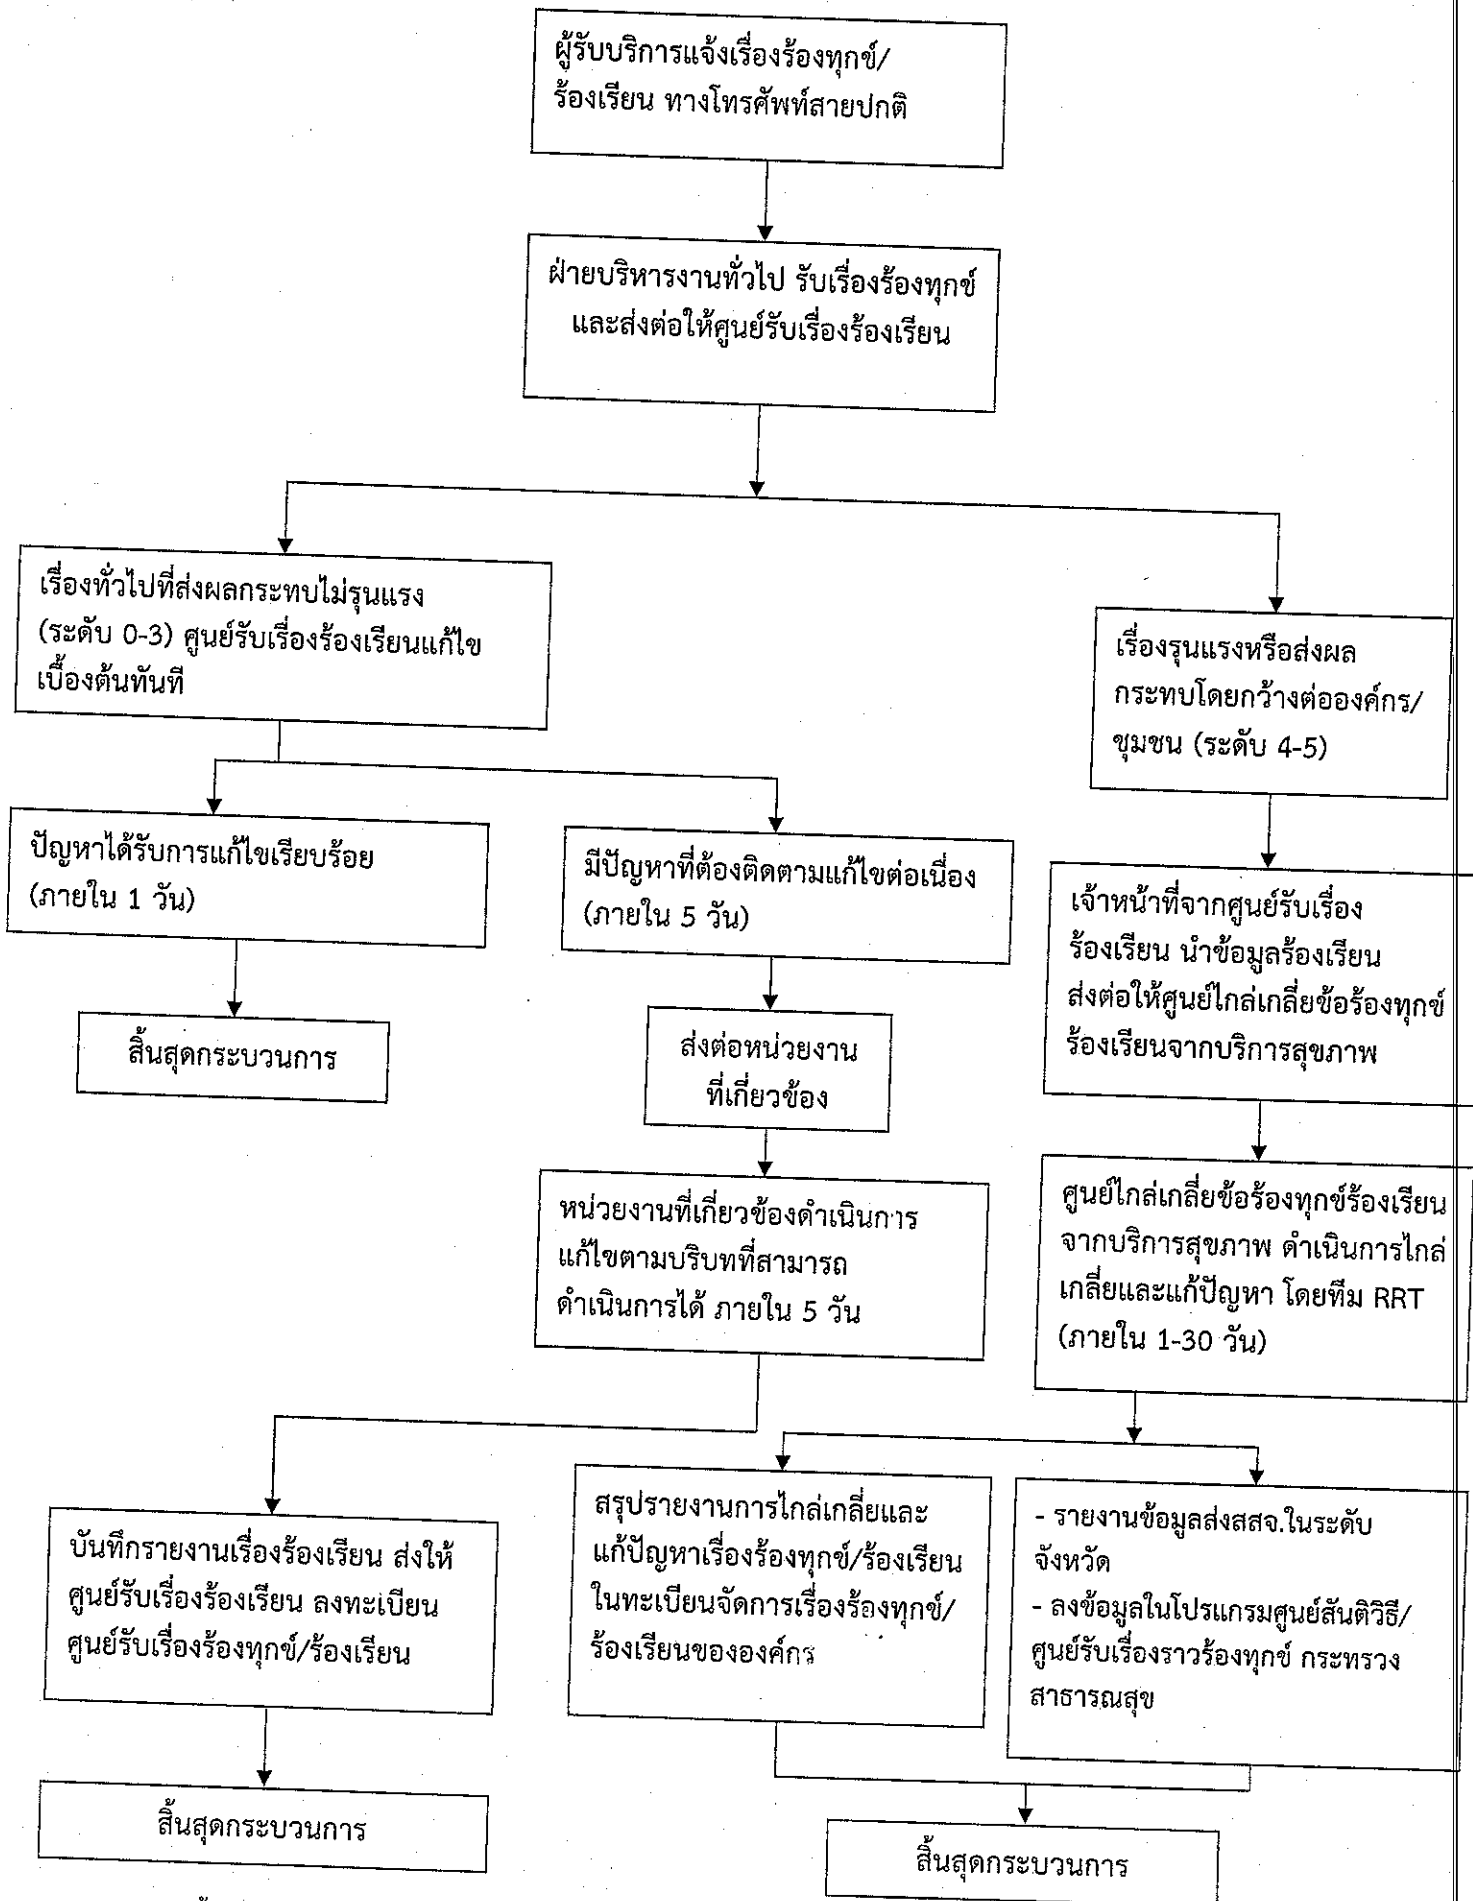 ผู้รับบริการแจ้งเรื่องร้องทุกข์/
ร้องเรียน ทางโทรศัพท์สายปกติ
ฝ่ายบริหารงานทั่วไป รับเรื่องร้องทุกข์
และส่งต่อให้ศูนย์รับเรื่องร้องเรียน
เรื่องทั่วไปที่ส่งผลกระทบไม่รุนแรง
(ระดับ 0-3) ศูนย์รับเรื่องร้องเรียนแก้ไข
เบื้องต้นทันที
เรื่องรุนแรงหรือส่งผล
กระทบโดยกว้างต่อองค์กร/
ชุมชน (ระดับ 4-5)
ปัญหาได้รับการแก้ไขเรียบร้อย
(ภายใน 1 วัน)
มีปัญหาที่ต้องติดตามแก้ไขต่อเนื่อง
(ภายใน 5 วัน)
เจ้าหน้าที่จากศูนย์รับเรื่อง
ร้องเรียน นำข้อมูลร้องเรียน
ส่งต่อให้ศูนย์ไกล่เกลี่ยข้อร้องทุกข์
ร้องเรียนจากบริการสุขภาพ
สิ้นสุดกระบวนการ
ส่งต่อหน่วยงาน
ที่เกี่ยวข้อง
หน่วยงานที่เกี่ยวข้องดำเนินการ
แก้ไขตามบริบทที่สามารถ
ดำเนินการได้ ภายใน 5 วัน
ศูนย์ไกล่เกลี่ยข้อร้องทุกข์ร้องเรียน
จากบริการสุขภาพ ดำเนินการไกล่
เกลี่ยและแก้ปัญหา โดยทีม RRT
(ภายใน 1-30 วัน)
บันทึกรายงานเรื่องร้องเรียน ส่งให้
ศูนย์รับเรื่องร้องเรียน ลงทะเบียน
ศูนย์รับเรื่องร้องทุกข์/ร้องเรียน
สรุปรายงานการไกล่เกลี่ยและ
แก้ปัญหาเรื่องร้องทุกข์/ร้องเรียน
ในทะเบียนจัดการเรื่องร้องทุกข์/
ร้องเรียนขององค์กร
- รายงานข้อมูลส่งสสจ.ในระดับ
จังหวัด
- ลงข้อมูลในโปรแกรมศูนย์สันติวิธี/
ศูนย์รับเรื่องราวร้องทุกข์ กระทรวง
สาธารณสุข
สิ้นสุดกระบวนการ
สิ้นสุดกระบวนการ